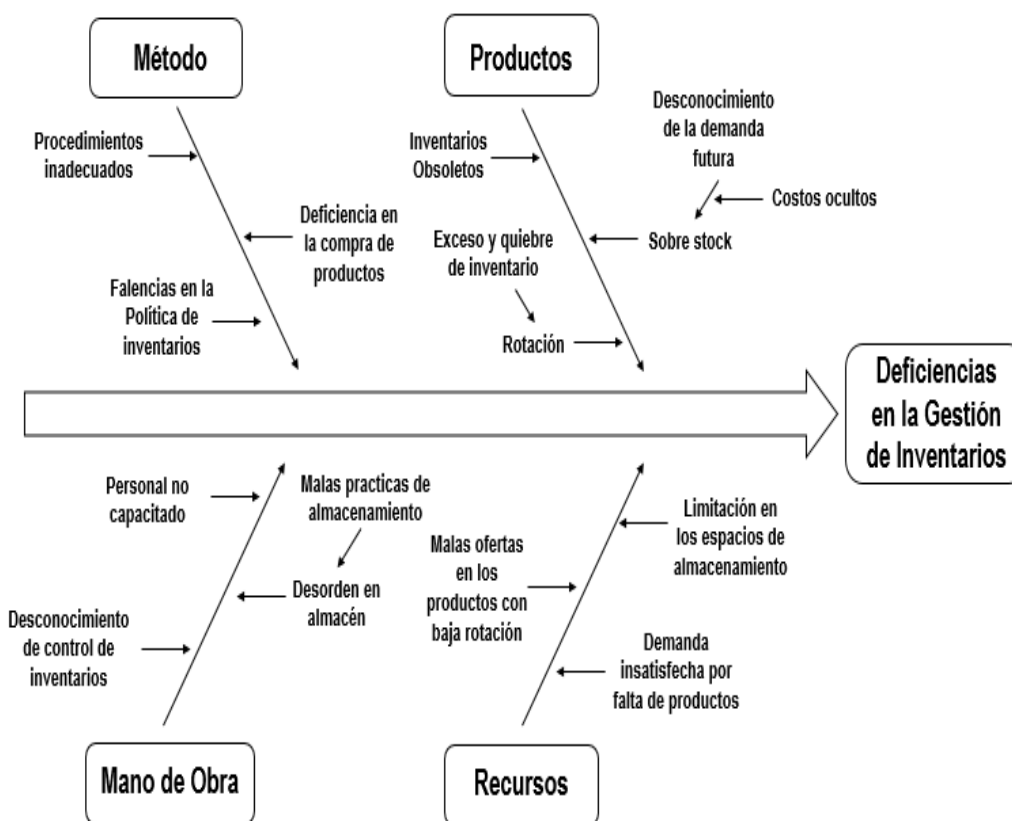 Método
Productos
Procedimientos
inadecuados
Deficiencia en
la compra de
productos
Falencias en la
Política de
inventarios
Inventarios
Obsoletos
Desconocimiento
de la demanda
futura
Costos ocultos
Sobre stock
Exceso y quiebre
de inventario
Rotación
Deficiencias
en la Gestión
de Inventarios
Personal no
capacitado
Malas practicas de
almacenamiento
Desorden en
almacén
Desconocimiento
de control de
inventarios
Limitación en
los espacios de
almacenamiento
Malas ofertas
en los
productos con
baja rotación
Demanda
insatisfecha por
falta de productos
Mano de Obra
Recursos